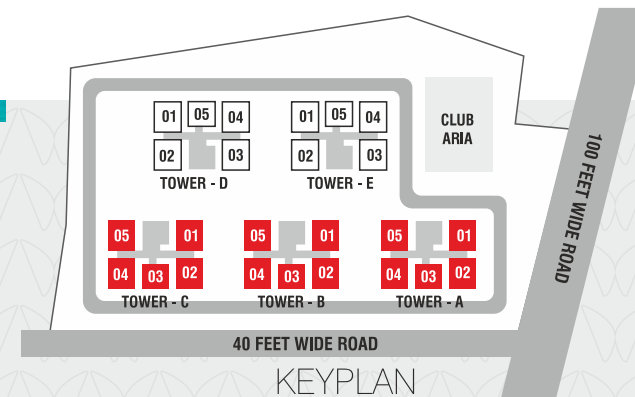 01 05 04
02 03
TOWER - D
01 05 04
02 03
TOWER - E
CLUB
ARIA
100 FEET WIDE ROAD
05 01
04 03 02
TOWER - C
05 01
04 03 02
TOWER - B
05 01
04 03 02
TOWER - A
40 FEET WIDE ROAD
KEYPLAN